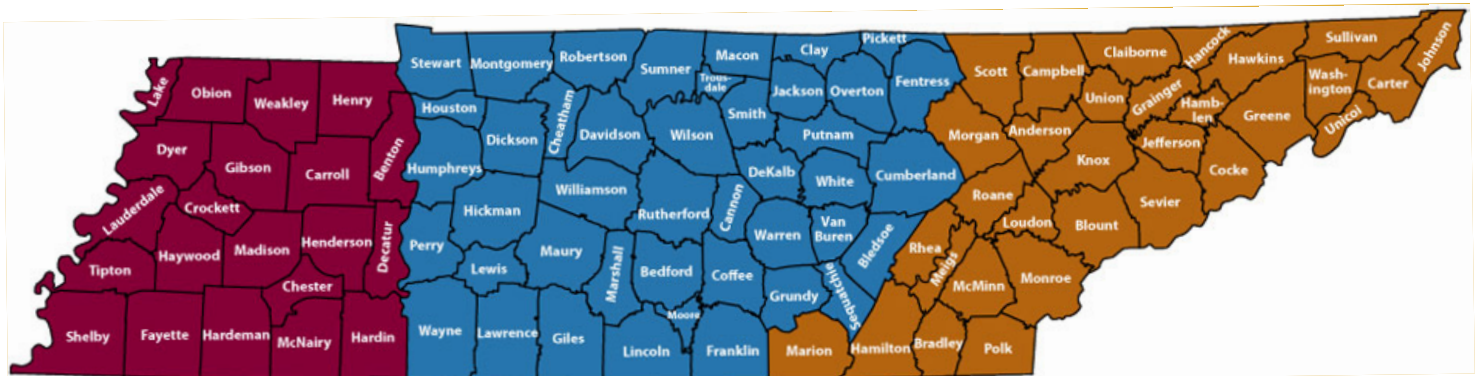 Lake
Obion
Weakley
Henry
Dyer
Gibson
Carroll
Benton
Lauderdale
Crockett
Haywood
Madison
Henderson
Decatur
Tipton
Chester
Shelby
Fayette
Hardeman
McNairy
Hardin
Stewart
Montgomery
Robertson
Sumner
Macon
Trous-
dale
Clay
Pickett
Jackson
Overton
Fentress
Houston
Dickson
Cheatham
Davidson
Wilson
Smith
Putnam
Humphreys
Hickman
Williamson
Rutherford
Cannon
DeKalb
White
Cumberland
Perry
Lewis
Maury
Marshall
Bedford
Coffee
Warren
Van
Buren
Bledsoe
Sequatchie
Grundy
Moore
Wayne
Lawrence
Giles
Lincoln
Franklin
Scott
Campbell
Claiborne
Hancock
Hawkins
Sullivan
Johnson
Carter
Wash-
ington
Unicoi
Greene
Hamb-
len
Grainger
Union
Anderson
Morgan
Knox
Jefferson
Cocke
Sevier
Blount
Loudon
Roane
Rhea
Meigs
McMinn
Monroe
Marion
Hamilton
Bradley
Polk